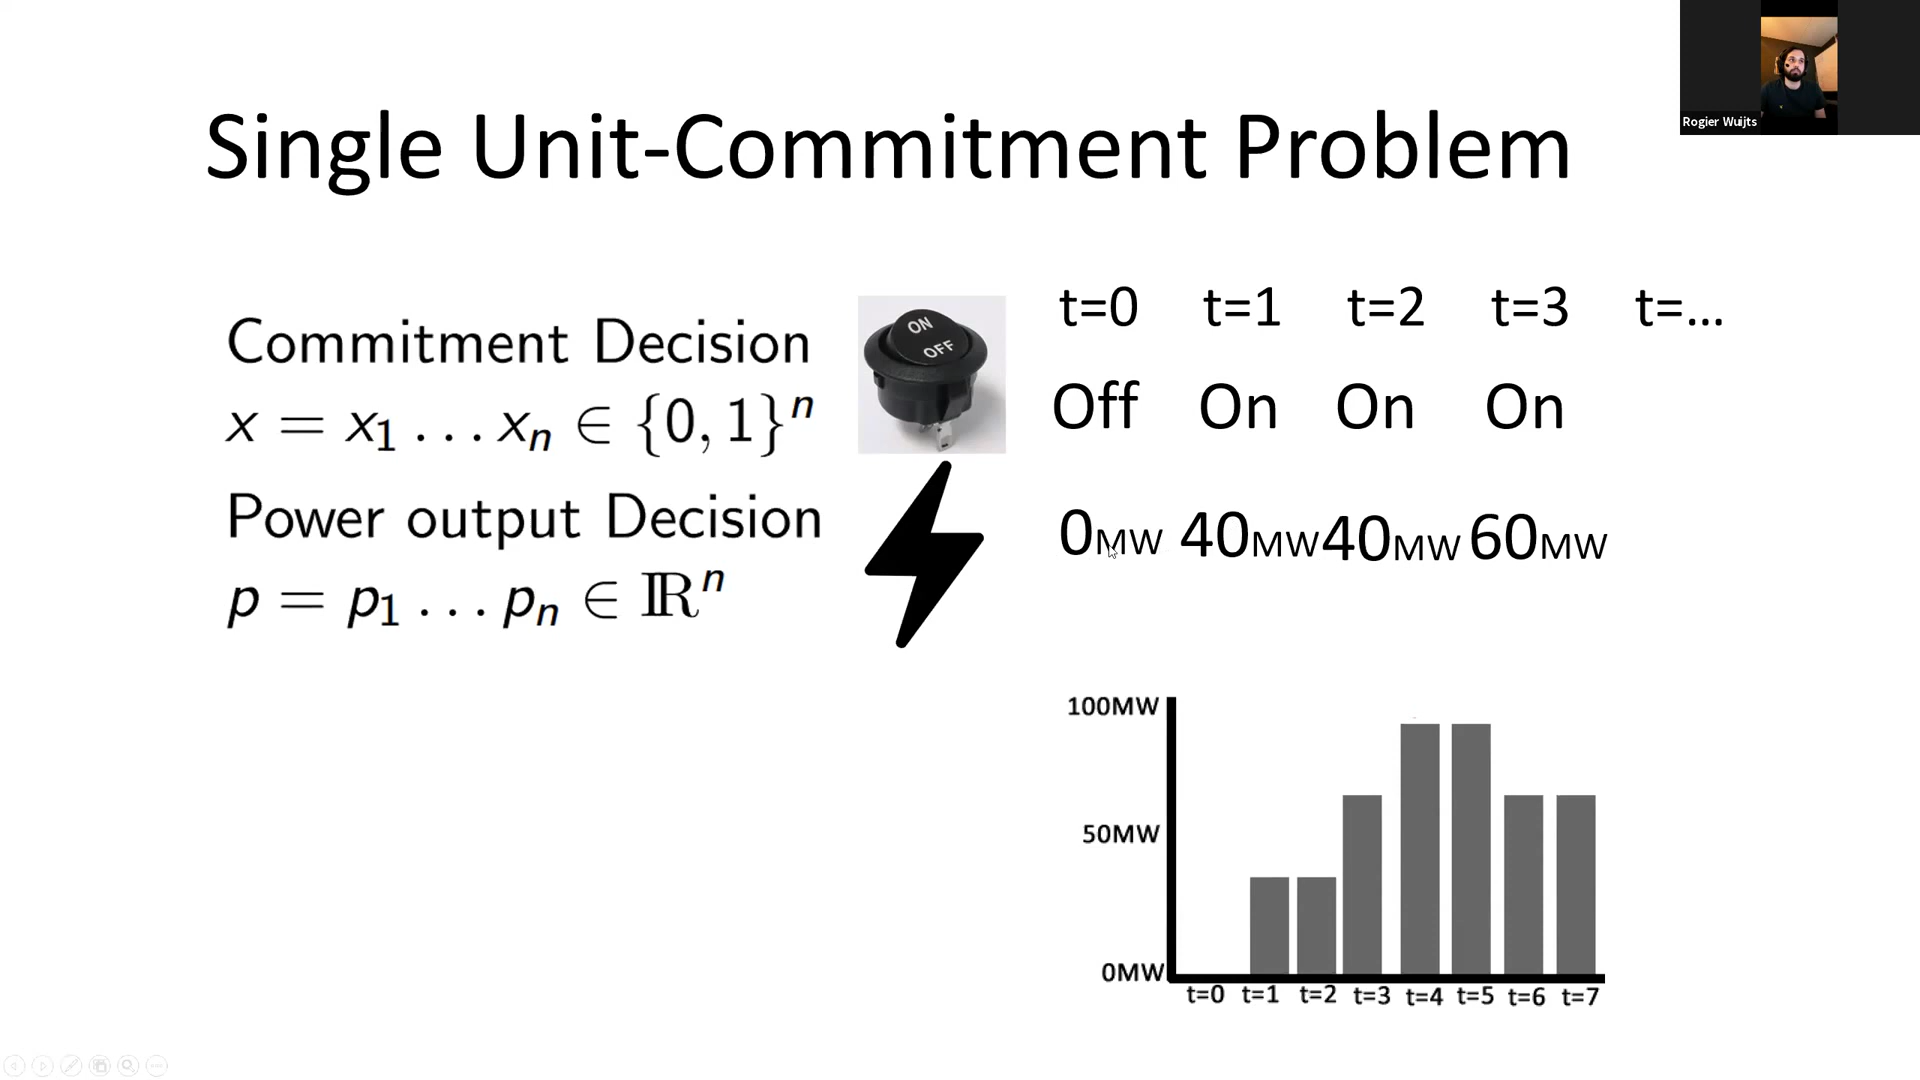 Rogier Wuijts
Single Unit-Commitment Problem
Commitment Decision
x = x₁ . . . xₙ ∈ {0, 1}ⁿ
Power output Decision
p = p₁ . . . pₙ ∈ ℝⁿ
ON
OFF
t=0 t=1 t=2 t=3 t=...
Off On On On
0MW 40MW 40MW 60MW
100MW
50MW
0MW
t=0 t=1 t=2 t=3 t=4 t=5 t=6 t=7